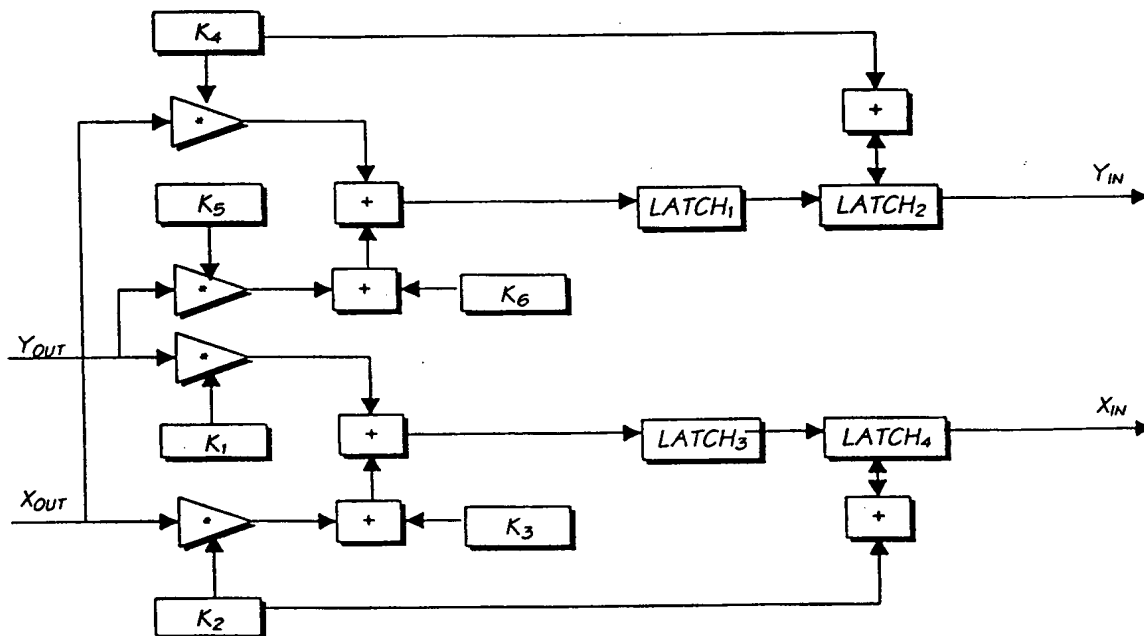 K4
+
*
K5
+
LATCH1
LATCH2
YIN
*
+
K6
YOUT
*
XIN
+
LATCH3
LATCH4
K1
XOUT
*
+
K3
+
K2